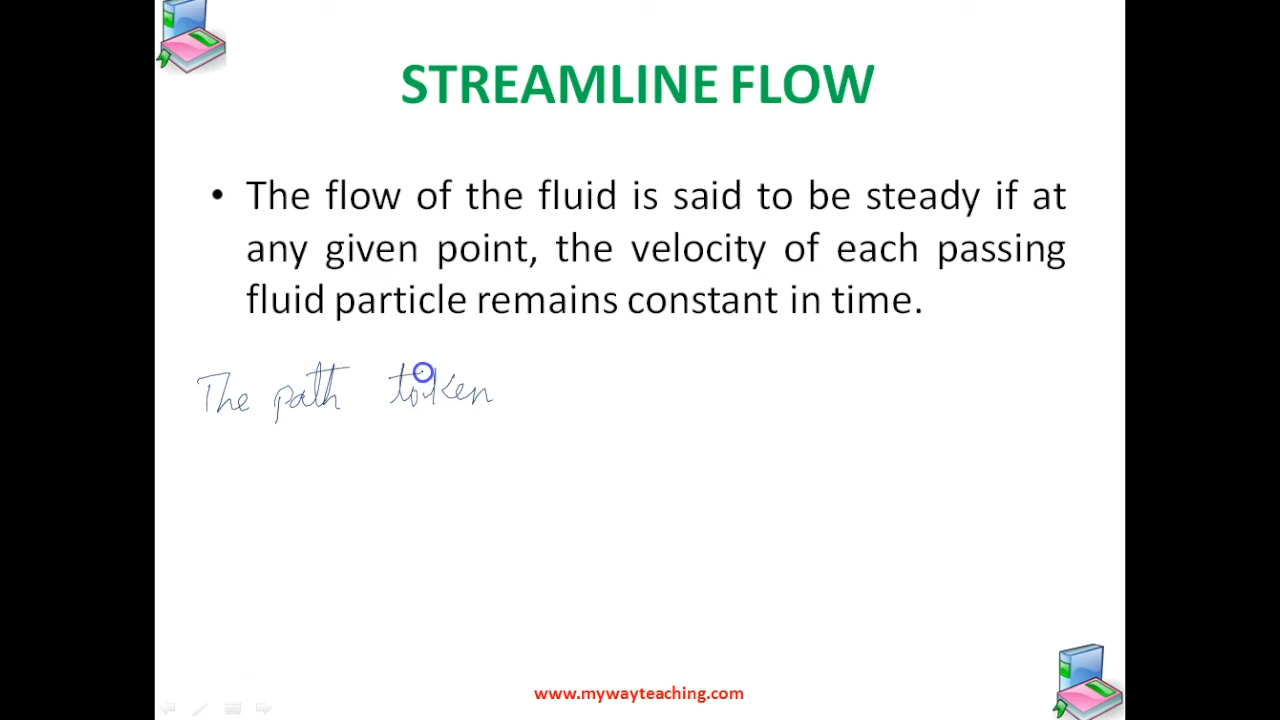 STREAMLINE FLOW
• The flow of the fluid is said to be steady if at
any given point, the velocity of each passing
fluid particle remains constant in time.
The path taken
www.mywayteaching.com